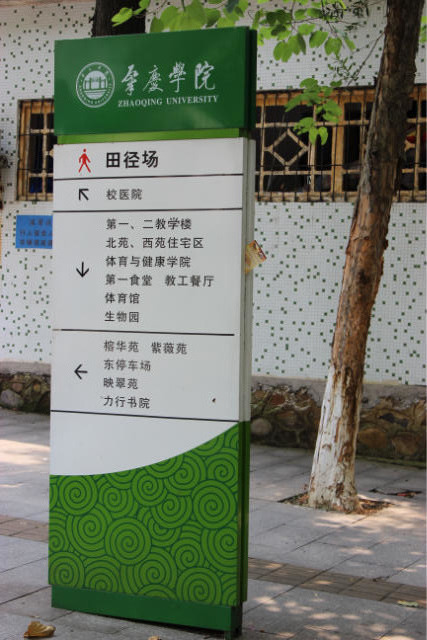 肇慶學院
ZHAOQING UNIVERSITY
田径场
校医院
第一、二教学楼
北苑、西苑住宅区
体育与健康学院
第一食堂 教工餐厅
体育馆
生物园
榕华苑 紫薇苑
东停车场
映翠苑
力行书院